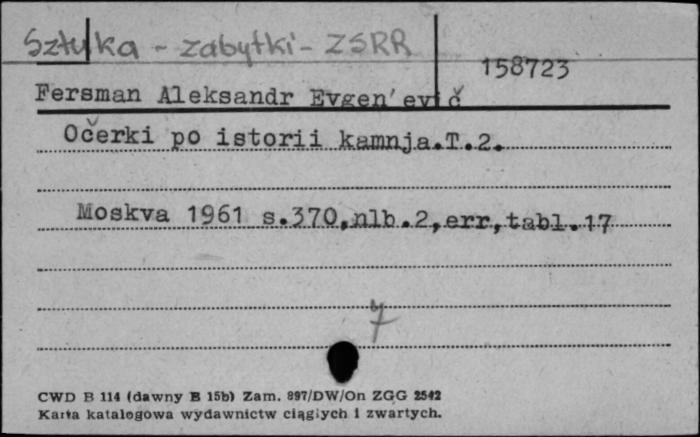 Sztuka - zabytki - ZSRR
158723
Fersman Aleksandr Evgen'evič
Očerki po istorii kamnja.T.2.
Moskva 1961 s.370,nlb.2,err,tabl.17
7
CWD B 114 (dawny B 15b) Zam. 897/DW/On ZGG 2542
Karta katalogowa wydawnictw ciągłych i zwartych.